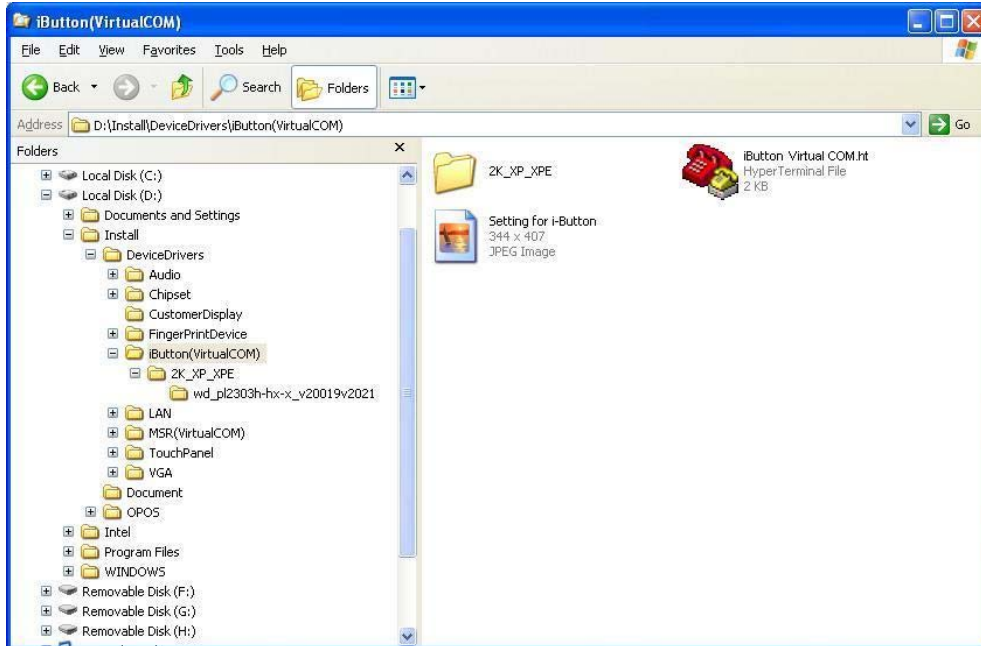 iButton(VirtualCOM)
File Edit View Favorites Tools Help
Back Search Folders
Address D:\Install\DeviceDrivers\iButton(VirtualCOM) Go
Folders x
Local Disk (C:)
Local Disk (D:)
Documents and Settings
Install
DeviceDrivers
Audio
Chipset
CustomerDisplay
FingerPrintDevice
iButton(VirtualCOM)
2K_XP_XPE
wd_pl2303h-hx-x_v20019v2021
LAN
MSR(VirtualCOM)
TouchPanel
VGA
Document
OPOS
Intel
Program Files
WINDOWS
Removable Disk (F:)
Removable Disk (G:)
Removable Disk (H:)
2K_XP_XPE
iButton Virtual COM.ht
HyperTerminal File
2 KB
Setting for i-Button
344 x 407
JPEG Image